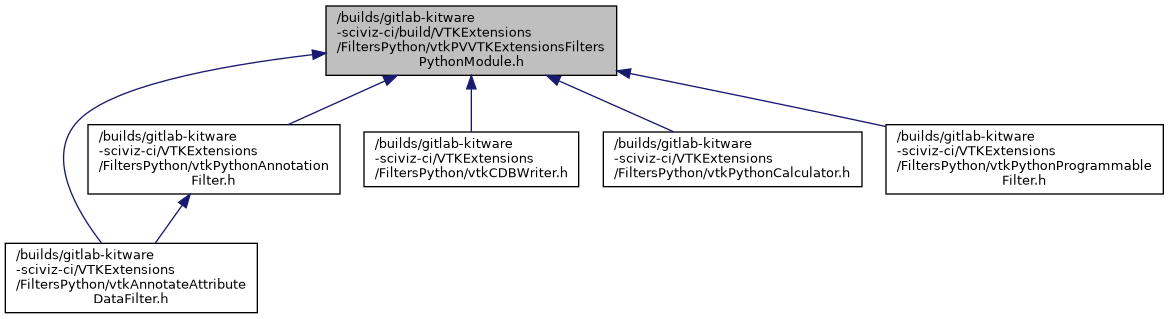 /builds/gitlab-kitware
-sciviz-ci/build/VTKExtensions
/FiltersPython/vtkPVVTKExtensionsFilters
PythonModule.h
/builds/gitlab-kitware
-sciviz-ci/VTKExtensions
/FiltersPython/vtkPythonAnnotation
Filter.h
/builds/gitlab-kitware
-sciviz-ci/VTKExtensions
/FiltersPython/vtkCDBWriter.h
/builds/gitlab-kitware
-sciviz-ci/VTKExtensions
/FiltersPython/vtkPythonCalculator.h
/builds/gitlab-kitware
-sciviz-ci/VTKExtensions
/FiltersPython/vtkPythonProgrammable
Filter.h
/builds/gitlab-kitware
-sciviz-ci/VTKExtensions
/FiltersPython/vtkAnnotateAttribute
DataFilter.h